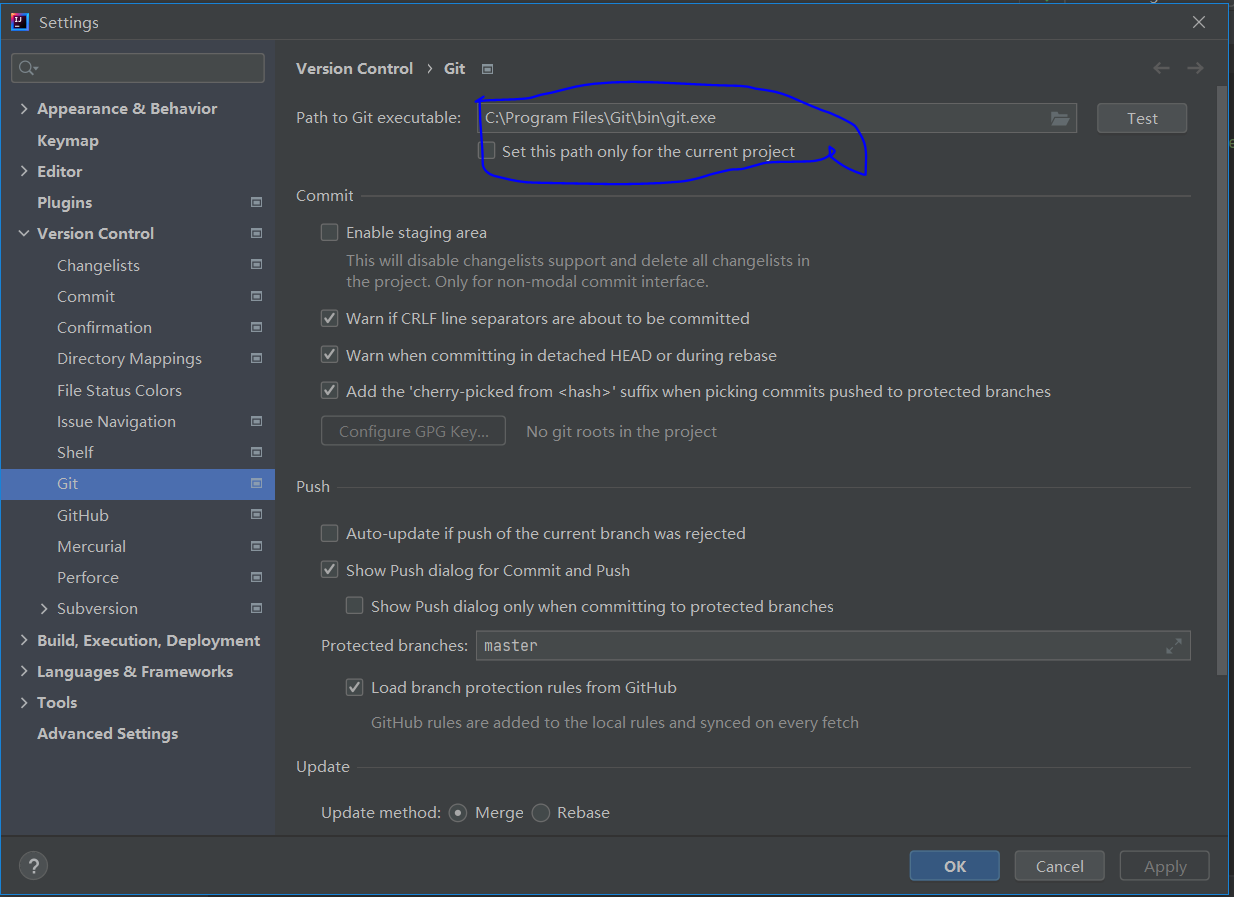 Settings
Version Control › Git
Appearance & Behavior
Keymap
Editor
Plugins
Version Control
Changelists
Commit
Confirmation
Directory Mappings
File Status Colors
Issue Navigation
Shelf
Git
GitHub
Mercurial
Perforce
Subversion
Build, Execution, Deployment
Languages & Frameworks
Tools
Advanced Settings
Path to Git executable: C:\Program Files\Git\bin\git.exe Test
Set this path only for the current project
Commit
Enable staging area
This will disable changelists support and delete all changelists in
the project. Only for non-modal commit interface.
Warn if CRLF line separators are about to be committed
Warn when committing in detached HEAD or during rebase
Add the 'cherry-picked from <hash>' suffix when picking commits pushed to protected branches
Configure GPG Key... No git roots in the project
Push
Auto-update if push of the current branch was rejected
Show Push dialog for Commit and Push
Show Push dialog only when committing to protected branches
Protected branches: master
Load branch protection rules from GitHub
GitHub rules are added to the local rules and synced on every fetch
Update
Update method: Merge Rebase
? OK Cancel Apply